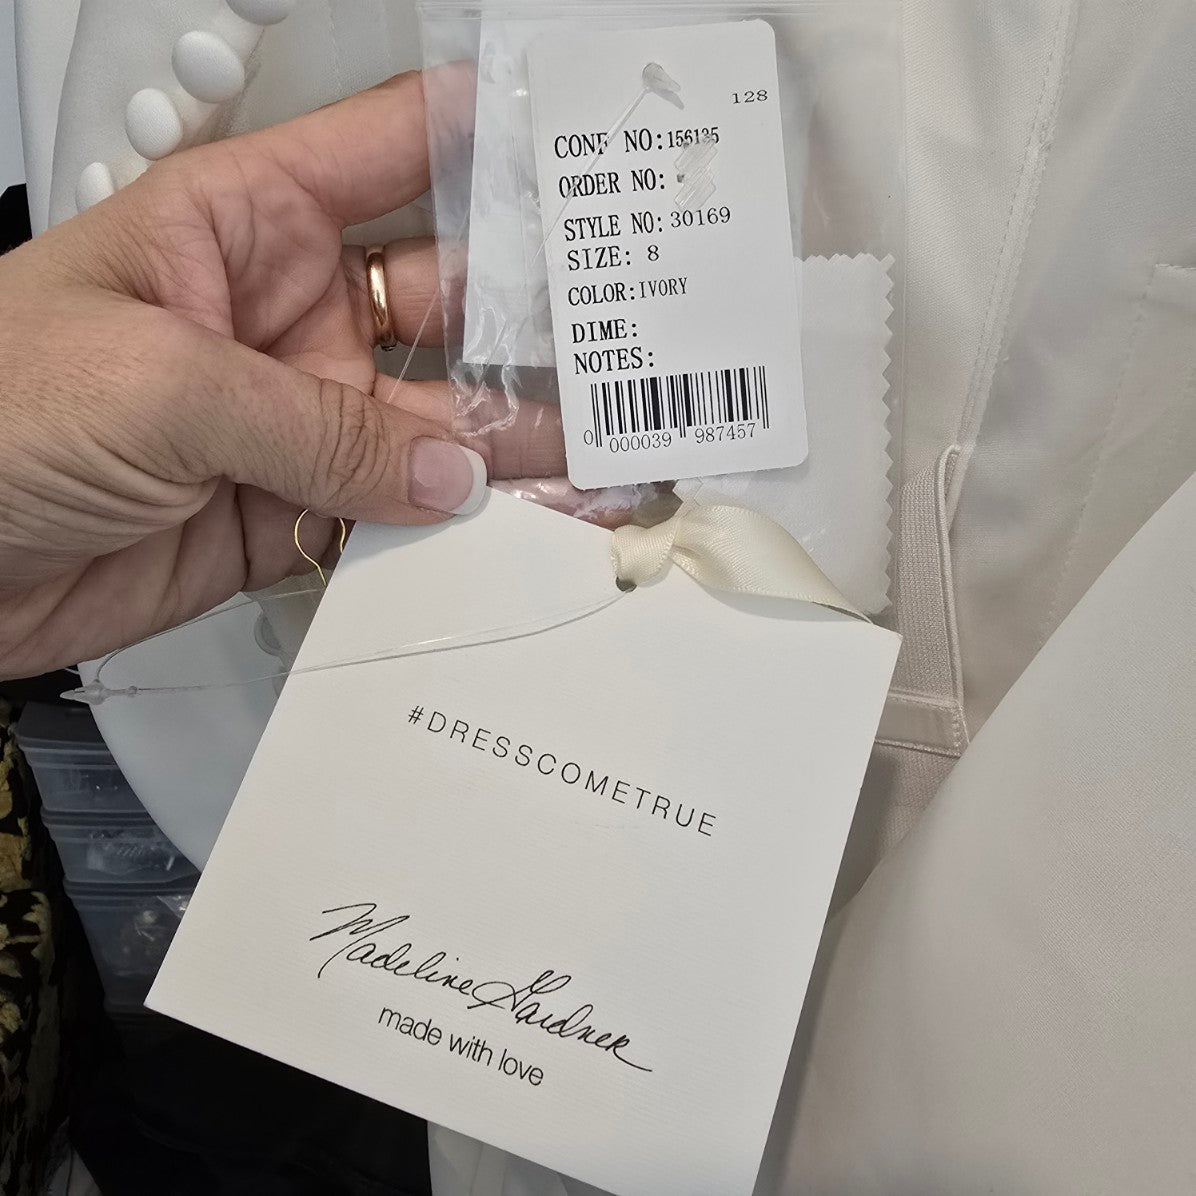 128
CONF NO:156135
ORDER NO:
STYLE NO: 30169
SIZE: 8
COLOR:IVORY
DIME:
NOTES:
0 000039 987457
#DRESSCOMETRUE
Madeline Gardner
made with love